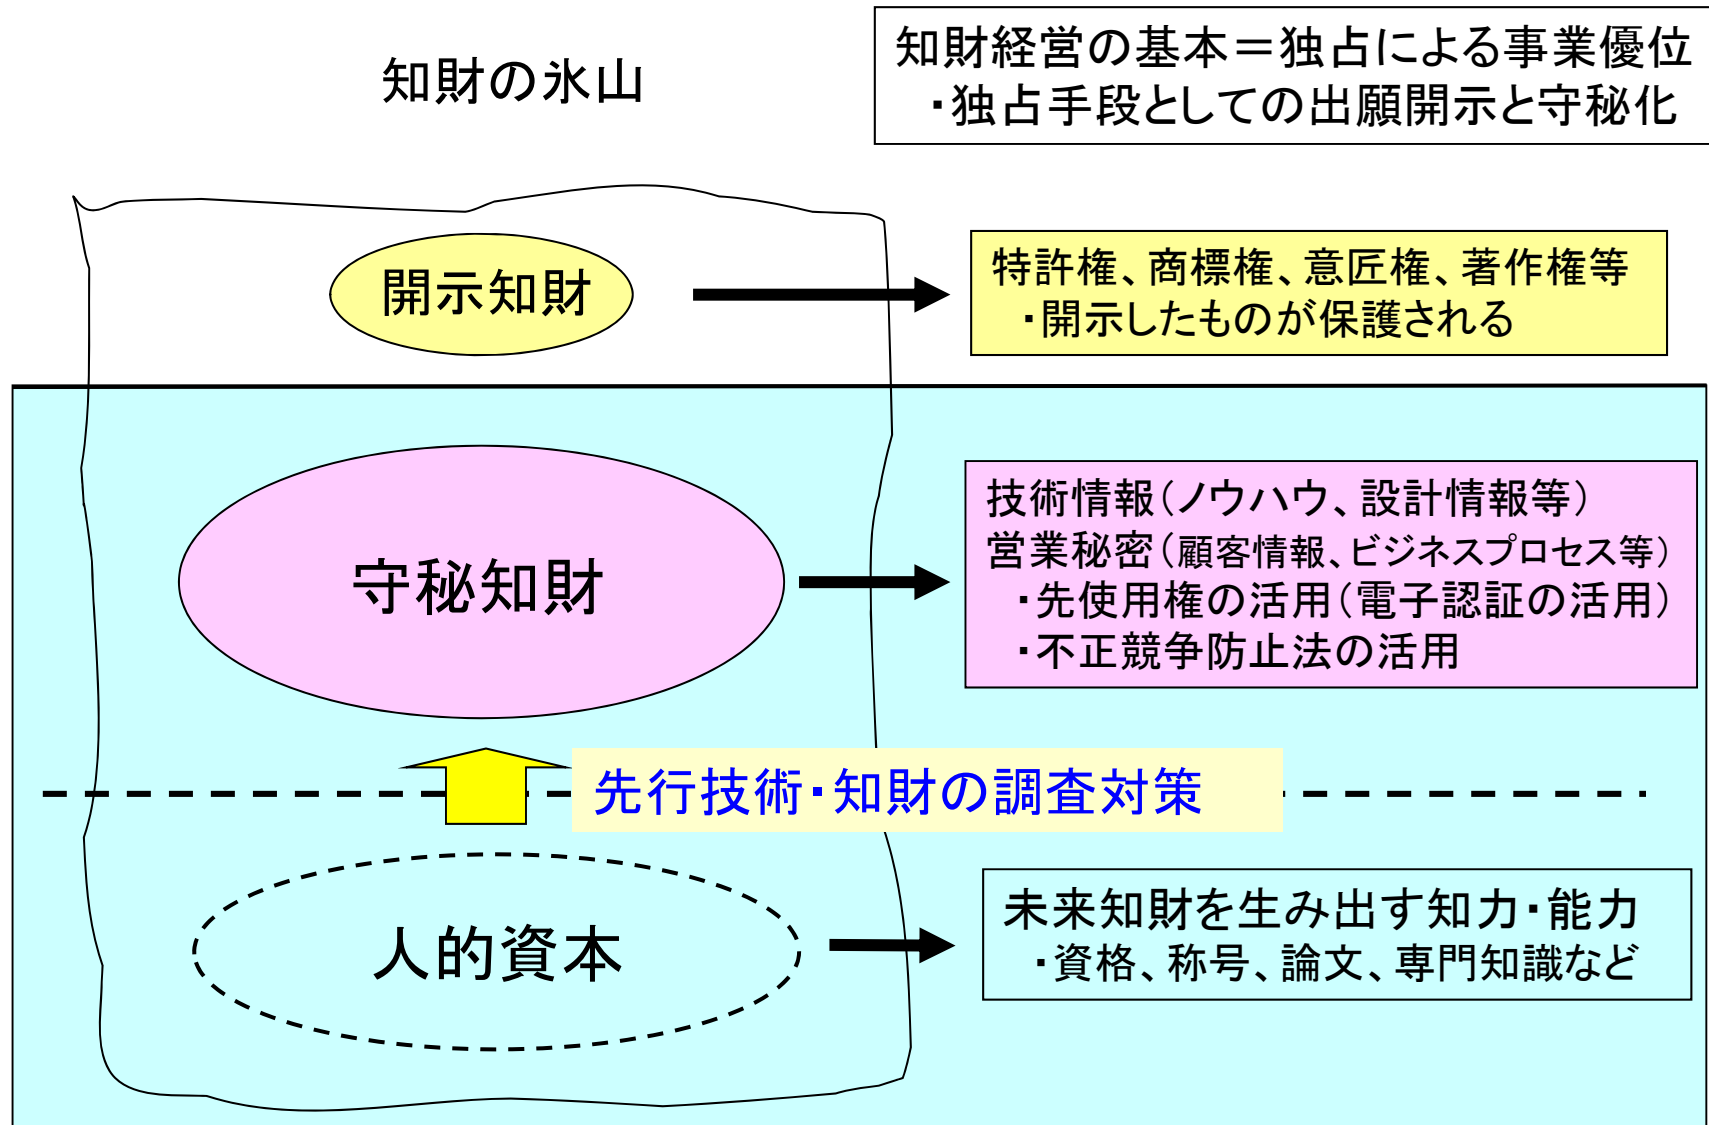 知財の氷山
知財経営の基本＝独占による事業優位
・独占手段としての出願開示と守秘化
開示知財
特許権、商標権、意匠権、著作権等
・開示したものが保護される
守秘知財
技術情報（ノウハウ、設計情報等）
営業秘密（顧客情報、ビジネスプロセス等）
・先使用権の活用（電子認証の活用）
・不正競争防止法の活用
先行技術・知財の調査対策
人的資本
未来知財を生み出す知力・能力
・資格、称号、論文、専門知識など